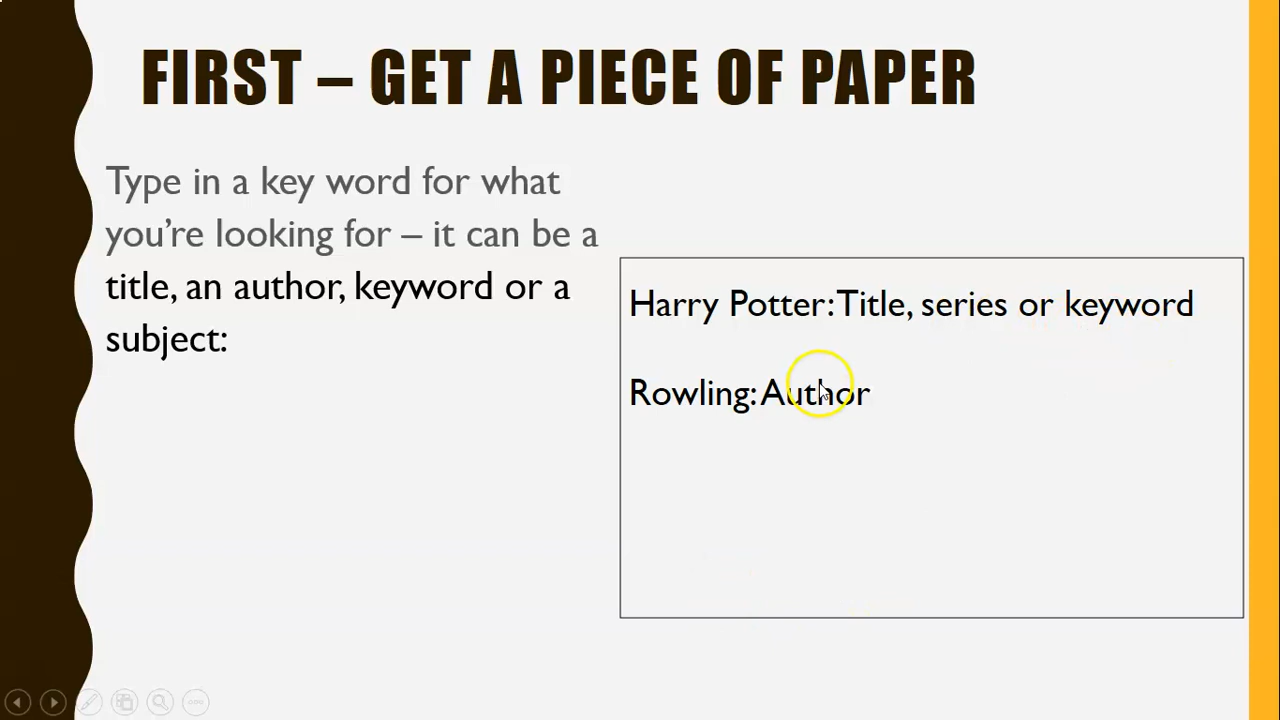 FIRST – GET A PIECE OF PAPER
Type in a key word for what
you're looking for – it can be a
title, an author, keyword or a
subject:
Harry Potter: Title, series or keyword
Rowling: Author